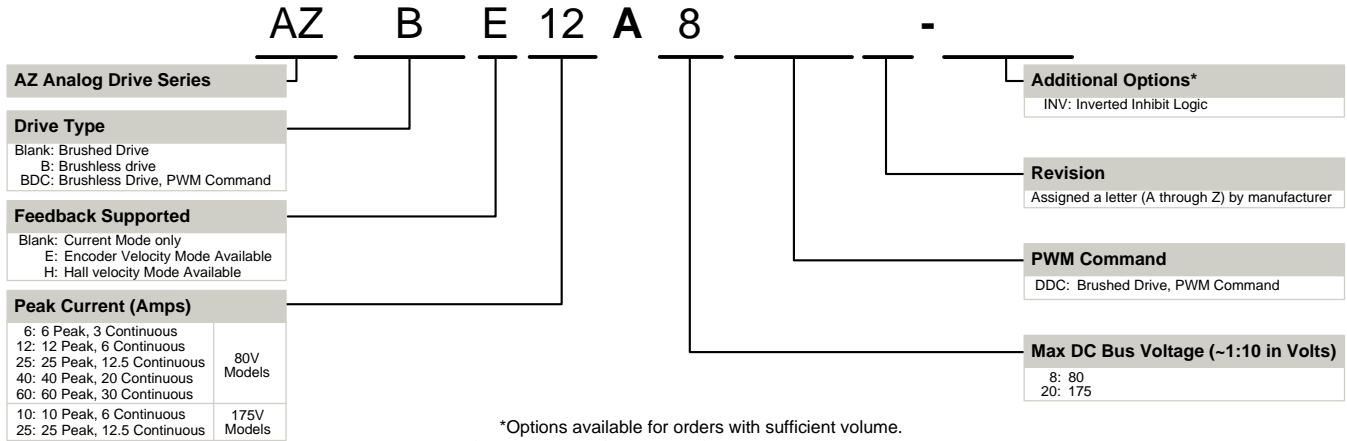 AZ B E 12 A 8 -
AZ Analog Drive Series
Drive Type
Blank: Brushed Drive
B: Brushless drive
BDC: Brushless Drive, PWM Command
Feedback Supported
Blank: Current Mode only
E: Encoder Velocity Mode Available
H: Hall velocity Mode Available
Peak Current (Amps)
6: 6 Peak, 3 Continuous
12: 12 Peak, 6 Continuous
25: 25 Peak, 12.5 Continuous
40: 40 Peak, 20 Continuous
60: 60 Peak, 30 Continuous
80V
Models
10: 10 Peak, 6 Continuous
25: 25 Peak, 12.5 Continuous
175V
Models
Additional Options*
INV: Inverted Inhibit Logic
Revision
Assigned a letter (A through Z) by manufacturer
PWM Command
DDC: Brushed Drive, PWM Command
Max DC Bus Voltage (~1:10 in Volts)
8: 80
20: 175
*Options available for orders with sufficient volume.